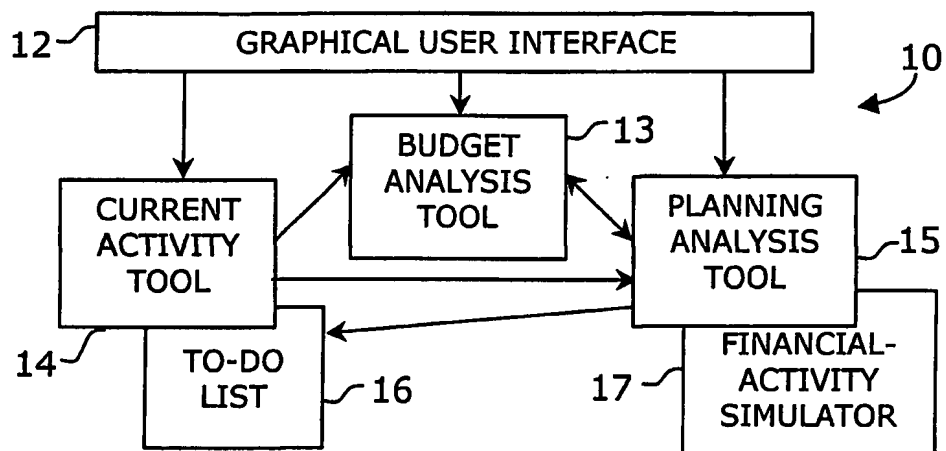 12
GRAPHICAL USER INTERFACE
10
13
BUDGET
ANALYSIS
TOOL
CURRENT
ACTIVITY
TOOL
14
PLANNING
ANALYSIS
TOOL
15
TO-DO
LIST
16
17
FINANCIAL-
ACTIVITY
SIMULATOR